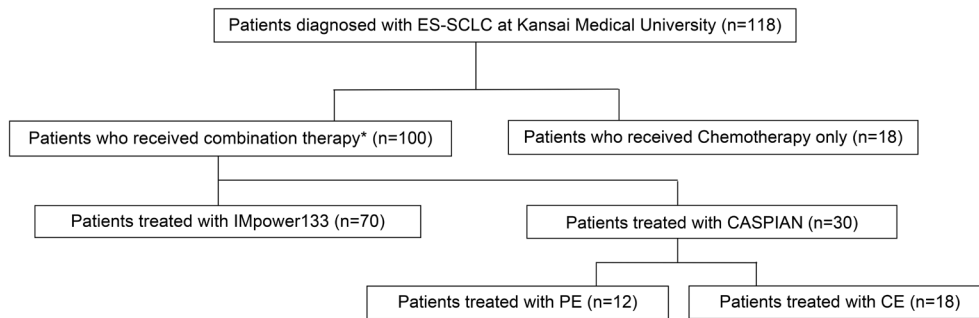 Patients diagnosed with ES-SCLC at Kansai Medical University (n=118)
Patients who received combination therapy* (n=100)
Patients who received Chemotherapy only (n=18)
Patients treated with IMpower133 (n=70)
Patients treated with CASPIAN (n=30)
Patients treated with PE (n=12)
Patients treated with CE (n=18)